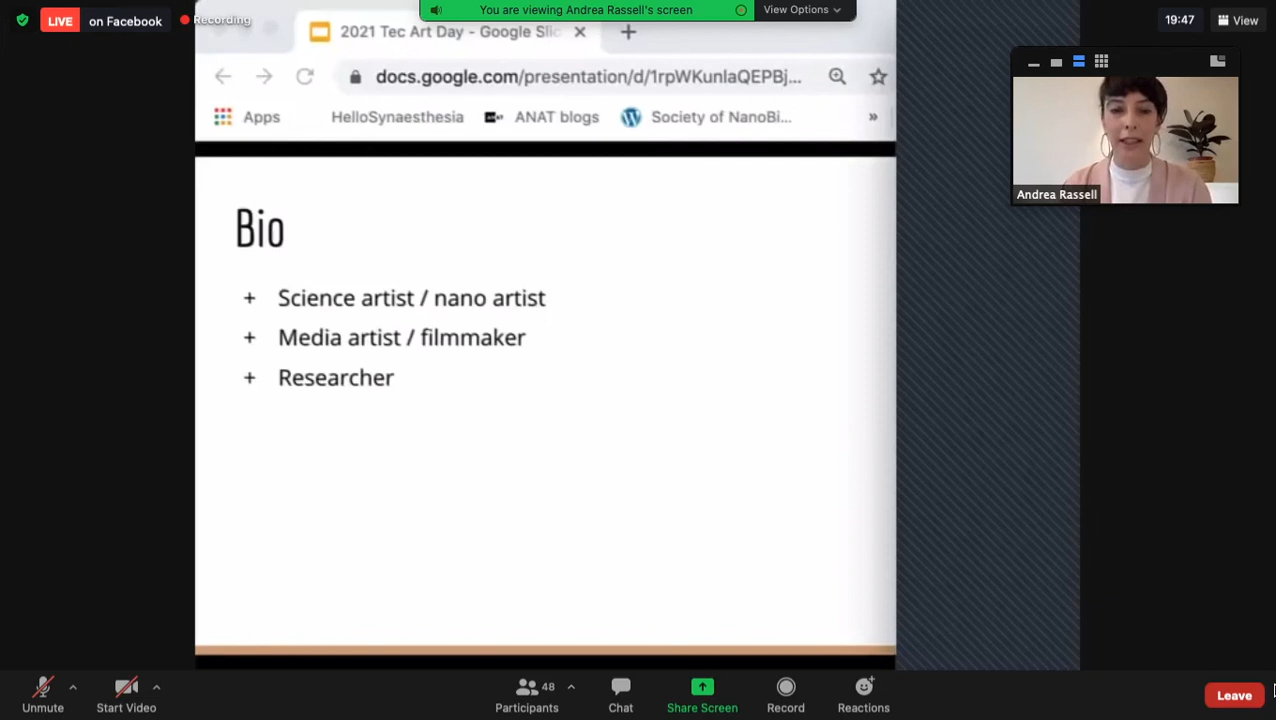 LIVE on Facebook
Recording
You are viewing Andrea Rassell's screen
View Options
19:47
View
2021 Tec Art Day - Google Slic
docs.google.com/presentation/d/1rpWKunlaQEPBj...
Apps HelloSynaesthesia ANAT blogs Society of NanoBi... »
Andrea Rassell
Bio
+ Science artist / nano artist
+ Media artist / filmmaker
+ Researcher
Unmute
Start Video
48
Participants
Chat
Share Screen
Record
Reactions
Leave